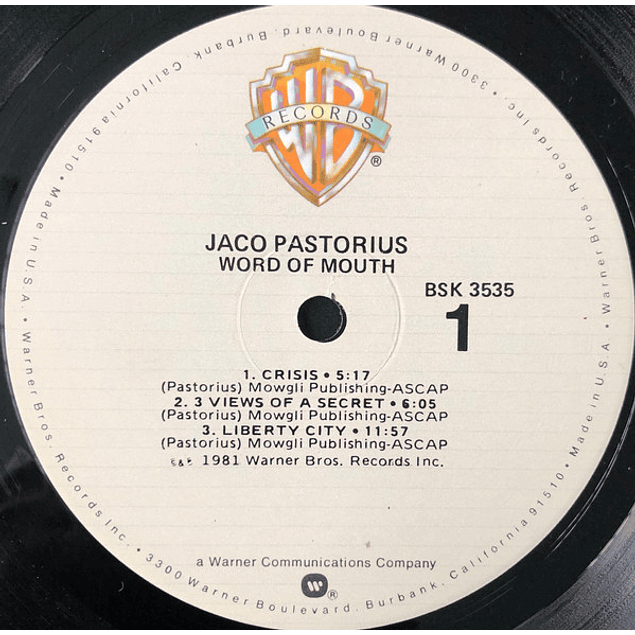 WB
RECORDS
®
JACO PASTORIUS
WORD OF MOUTH
BSK 3535
1
1. CRISIS • 5:17
(Pastorius) Mowgli Publishing-ASCAP
2. 3 VIEWS OF A SECRET • 6:05
(Pastorius) Mowgli Publishing-ASCAP
3. LIBERTY CITY • 11:57
(Pastorius) Mowgli Publishing-ASCAP
& 1981 Warner Bros. Records Inc.
a Warner Communications Company
®
Warner Bros. Records Inc. • 3300 Warner Boulevard, Burbank, California 91510 • Made in U.S.A. • Warner Bros. Records Inc. • 3300 Warner Boulevard, Burbank, California 91510 • Made in U.S.A. •